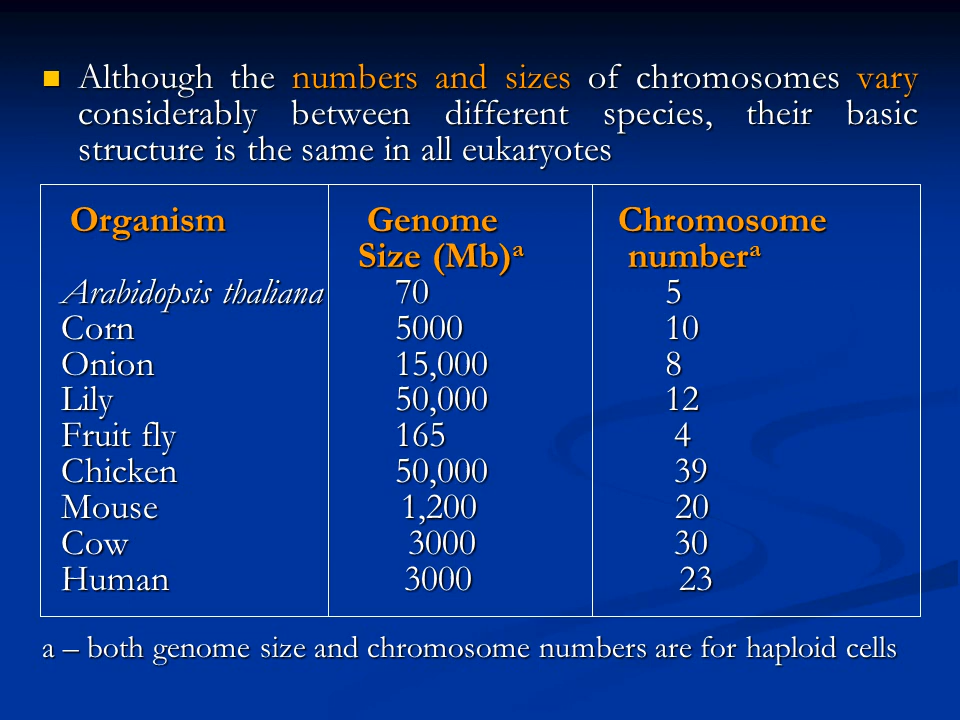 Although the numbers and sizes of chromosomes vary
considerably between different species, their basic
structure is the same in all eukaryotes
Organism Genome Chromosome
Size (Mb)a numbera
Arabidopsis thaliana 70 5
Corn 5000 10
Onion 15,000 8
Lily 50,000 12
Fruit fly 165 4
Chicken 50,000 39
Mouse 1,200 20
Cow 3000 30
Human 3000 23
a – both genome size and chromosome numbers are for haploid cells